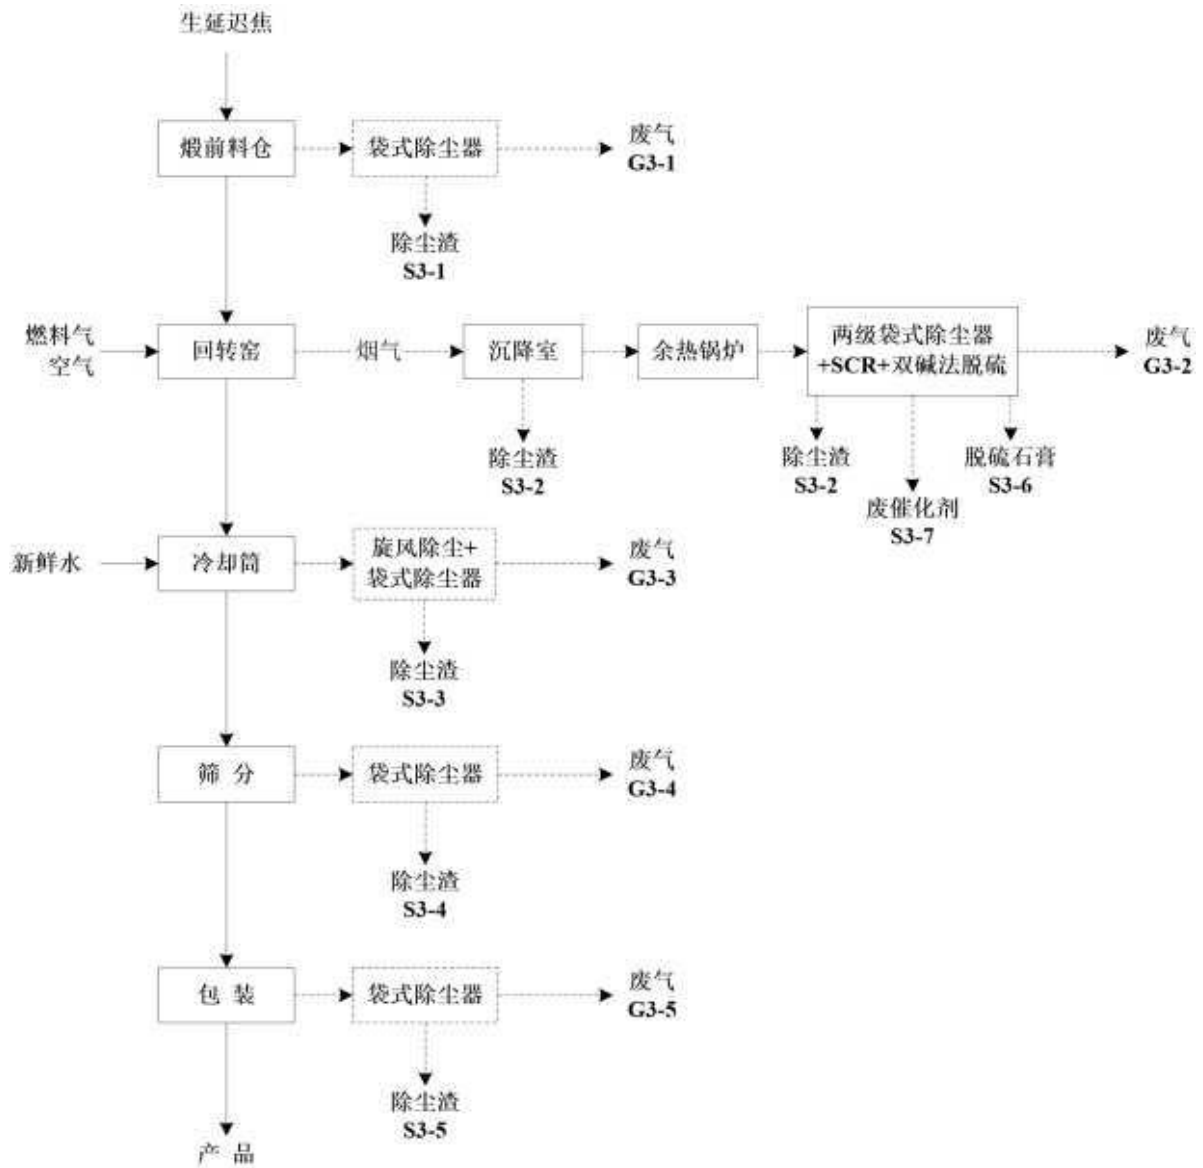 生延迟焦
煅前料仓
袋式除尘器
废气
G3-1
除尘渣
S3-1
燃料气
空气
回转窑
烟气
沉降室
余热锅炉
两级袋式除尘器
+SCR+双碱法脱硫
废气
G3-2
除尘渣
S3-2
除尘渣
S3-2
废催化剂
S3-7
脱硫石膏
S3-6
新鲜水
冷却筒
旋风除尘+
袋式除尘器
废气
G3-3
除尘渣
S3-3
筛 分
袋式除尘器
废气
G3-4
除尘渣
S3-4
包 装
袋式除尘器
废气
G3-5
除尘渣
S3-5
产 品